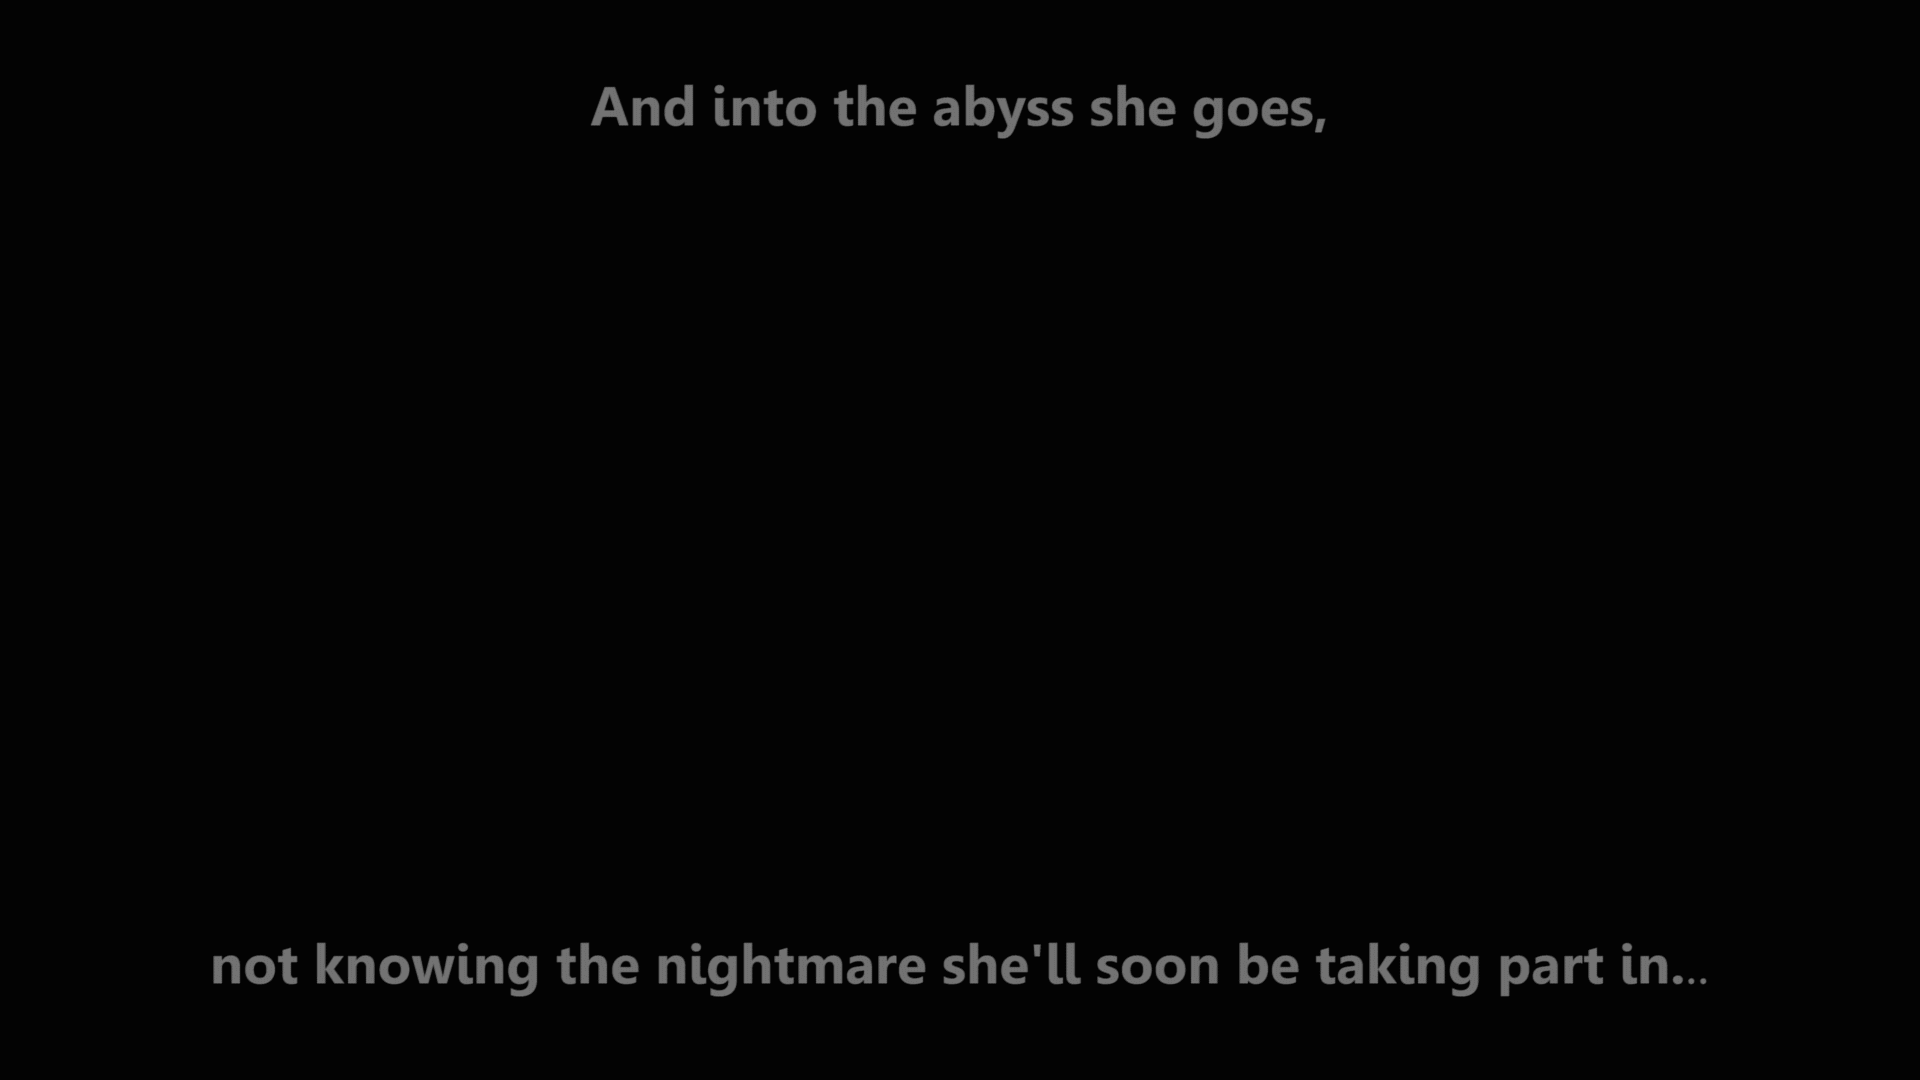 And into the abyss she goes,
not knowing the nightmare she'll soon be taking part in...